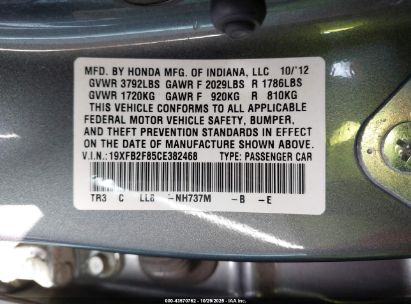 MFD. BY HONDA MFG. OF INDIANA, LLC 10/'12
GVWR 3792LBS GAWR F 2029LBS R 1786LBS
GVWR 1720KG GAWR F 920KG R 810KG
THIS VEHICLE CONFORMS TO ALL APPLICABLE
FEDERAL MOTOR VEHICLE SAFETY, BUMPER,
AND THEFT PREVENTION STANDARDS IN EFFECT
ON THE DATE OF MANUFACTURE SHOWN ABOVE.
V.I.N.: 19XFB2F85CE382468 TYPE: PASSENGER CAR
TR3 C LL8 -NH737M -B -E